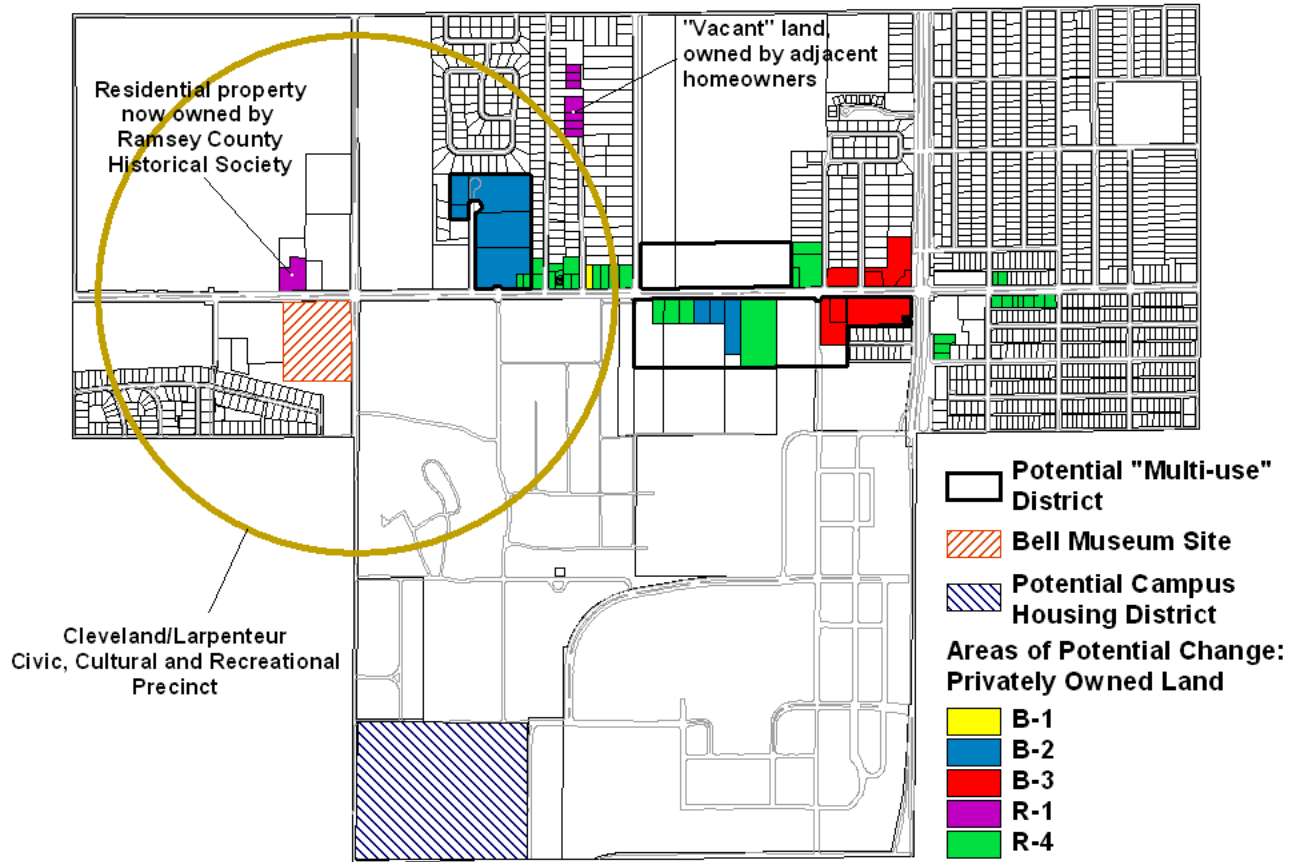 "Vacant" land,
owned by adjacent
homeowners
Residential property
now owned by
Ramsey County
Historical Society
Cleveland/Larpenteur
Civic, Cultural and Recreational
Precinct
Potential "Multi-use"
District
Bell Museum Site
Potential Campus
Housing District
Areas of Potential Change:
Privately Owned Land
B-1
B-2
B-3
R-1
R-4